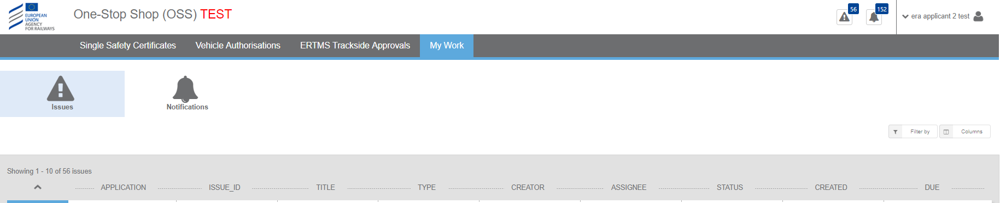 EUROPEAN
UNION
AGENCY
FOR RAILWAYS
One-Stop Shop (OSS) TEST
56
152
era applicant 2 test
Single Safety Certificates
Vehicle Authorisations
ERTMS Trackside Approvals
My Work
Issues
Notifications
Filter by
Columns
Showing 1 - 10 of 56 issues
APPLICATION
ISSUE_ID
TITLE
TYPE
CREATOR
ASSIGNEE
STATUS
CREATED
DUE